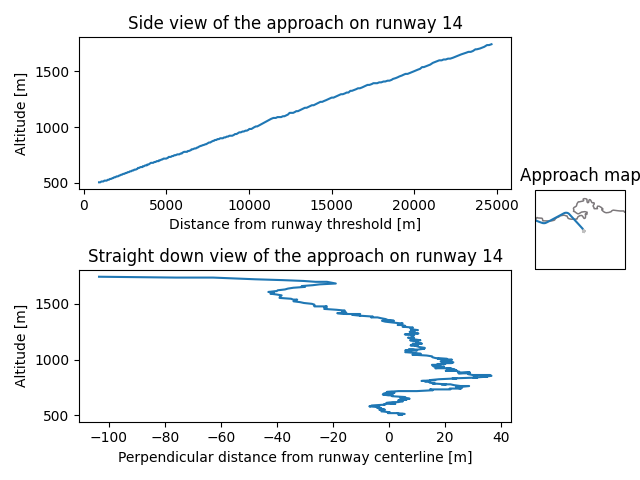 Side view of the approach on runway 14
Altitude [m]
1500
1000
500
0 5000 10000 15000 20000 25000
Distance from runway threshold [m]
Approach map
Straight down view of the approach on runway 14
Altitude [m]
1500
1000
500
−100 −80 −60 −40 −20 0 20 40
Perpendicular distance from runway centerline [m]